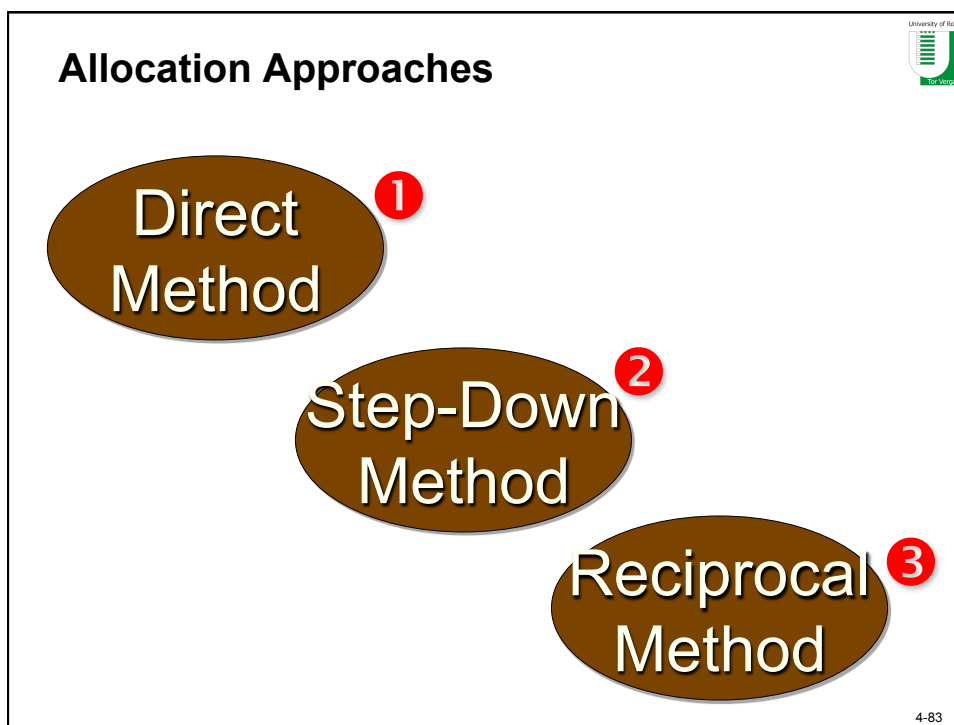 University of Ro
Allocation Approaches
Tor Verga
Direct
Method
1
Step-Down
Method
2
Reciprocal
Method
3
4-83